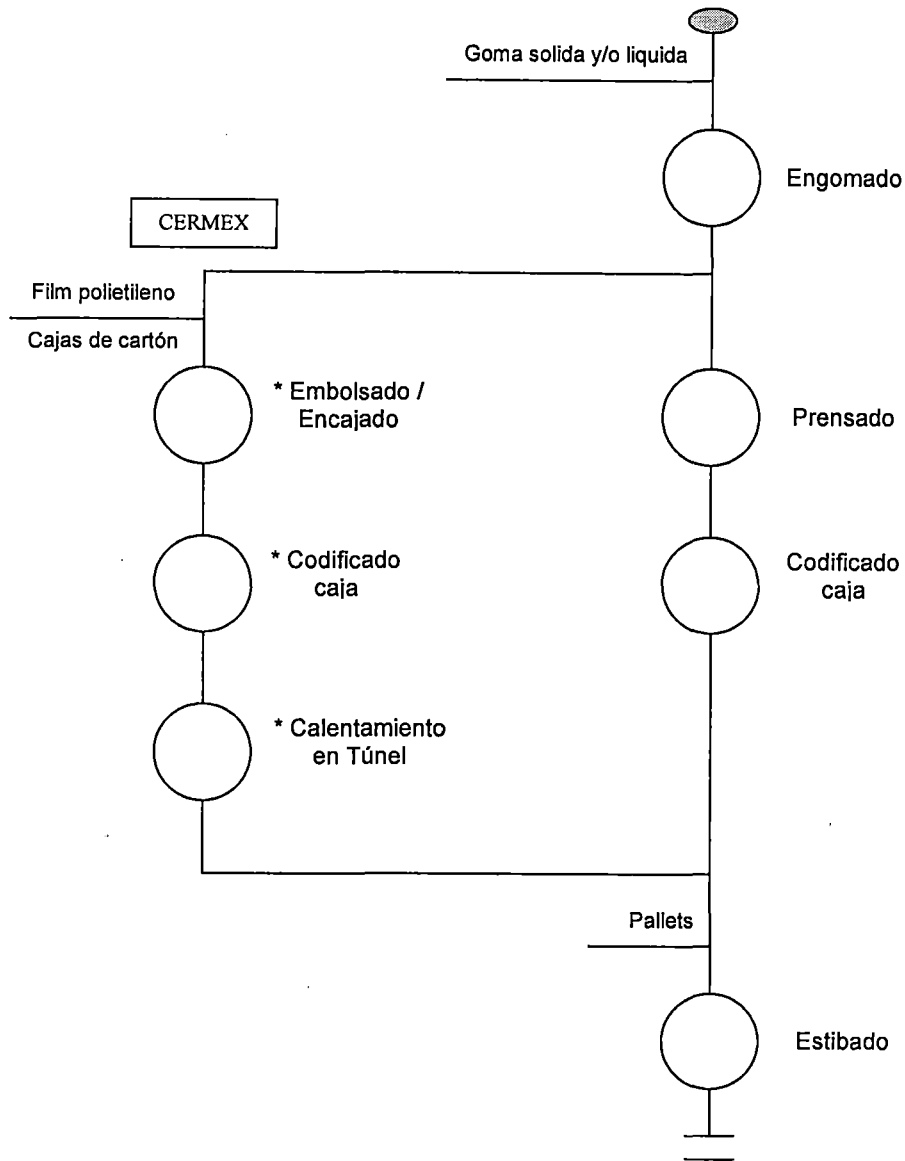 Goma solida y/o liquida
Engomado
CERMEX
Film polietileno
Cajas de cartón
* Embolsado /
Encajado
Prensado
* Codificado
caja
Codificado
caja
* Calentamiento
en Túnel
Pallets
Estibado